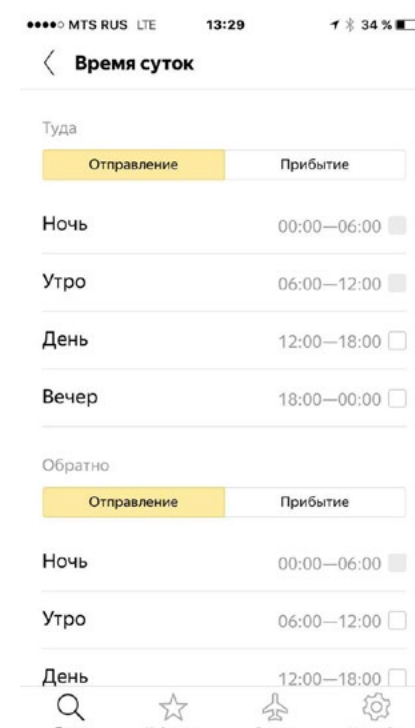 MTS RUS LTE 13:29 34 %
Время суток
Туда
Отправление Прибытие
Ночь 00:00—06:00
Утро 06:00—12:00
День 12:00—18:00
Вечер 18:00—00:00
Обратно
Отправление Прибытие
Ночь 00:00—06:00
Утро 06:00—12:00
День 12:00—18:00